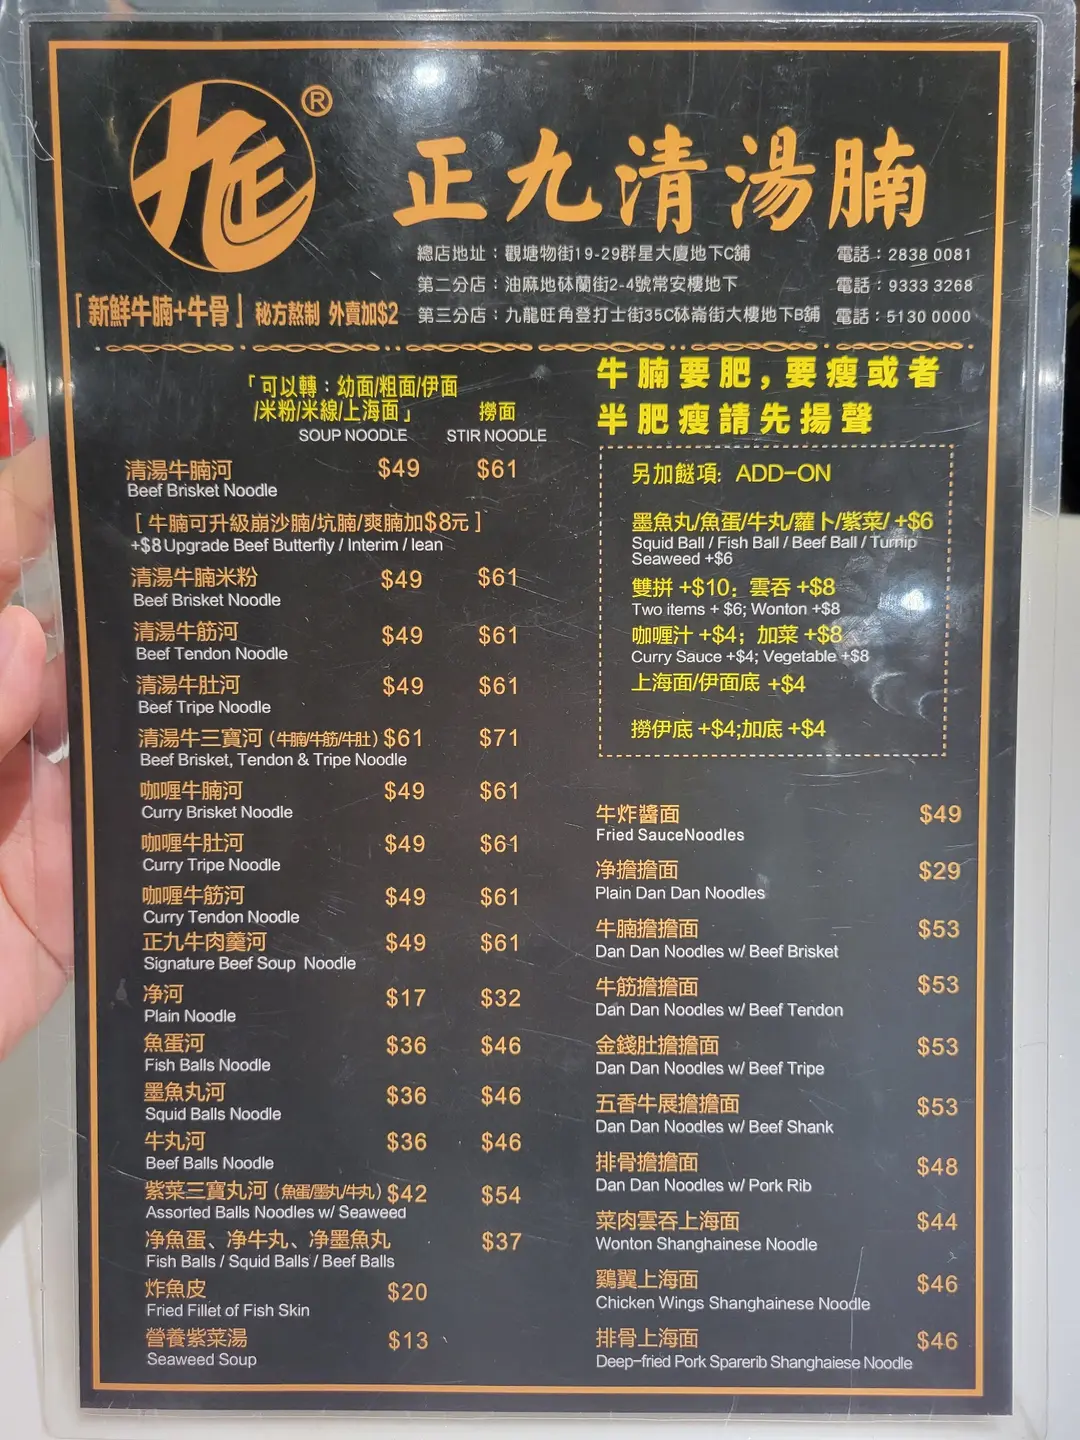 ®
正九清湯腩
總店地址：觀塘物街19-29群星大廈地下C舖 電話：2838 0081
第二分店：油麻地砵蘭街2-4號常安樓地下 電話：9333 3268
第三分店：九龍旺角登打士街35C砵崙街大樓地下B舖 電話：5130 0000
「新鮮牛腩+牛骨」秘方熬制 外賣加$2
「可以轉：幼面/粗面/伊面
/米粉/米線/上海面」 撈面
SOUP NOODLE STIR NOODLE
清湯牛腩河 $49 $61
Beef Brisket Noodle
[ 牛腩可升級崩沙腩/坑腩/爽腩加$8元 ]
+$8 Upgrade Beef Butterfly / Interim / lean
清湯牛腩米粉 $49 $61
Beef Brisket Noodle
清湯牛筋河 $49 $61
Beef Tendon Noodle
清湯牛肚河 $49 $61
Beef Tripe Noodle
清湯牛三寶河 (牛腩/牛筋/牛肚) $61 $71
Beef Brisket, Tendon & Tripe Noodle
咖喱牛腩河 $49 $61
Curry Brisket Noodle
咖喱牛肚河 $49 $61
Curry Tripe Noodle
咖喱牛筋河 $49 $61
Curry Tendon Noodle
正九牛肉羹河 $49 $61
Signature Beef Soup Noodle
净河 $17 $32
Plain Noodle
魚蛋河 $36 $46
Fish Balls Noodle
墨魚丸河 $36 $46
Squid Balls Noodle
牛丸河 $36 $46
Beef Balls Noodle
紫菜三寶丸河 (魚蛋/墨丸/牛丸) $42 $54
Assorted Balls Noodles w/ Seaweed
净魚蛋、净牛丸、净墨魚丸 $37
Fish Balls / Squid Balls / Beef Balls
炸魚皮 $20
Fried Fillet of Fish Skin
營養紫菜湯 $13
Seaweed Soup
牛腩要肥，要瘦或者
半肥瘦請先揚聲
另加餸項: ADD-ON
墨魚丸/魚蛋/牛丸/蘿卜/紫菜/ +$6
Squid Ball / Fish Ball / Beef Ball / Turnip
Seaweed +$6
雙拼 +$10; 雲吞 +$8
Two items + $6; Wonton +$8
咖喱汁 +$4; 加菜 +$8
Curry Sauce +$4; Vegetable +$8
上海面/伊面底 +$4
撈伊底 +$4;加底 +$4
牛炸醬面 $49
Fried SauceNoodles
净擔擔面 $29
Plain Dan Dan Noodles
牛腩擔擔面 $53
Dan Dan Noodles w/ Beef Brisket
牛筋擔擔面 $53
Dan Dan Noodles w/ Beef Tendon
金錢肚擔擔面 $53
Dan Dan Noodles w/ Beef Tripe
五香牛展擔擔面 $53
Dan Dan Noodles w/ Beef Shank
排骨擔擔面 $48
Dan Dan Noodles w/ Pork Rib
菜肉雲吞上海面 $44
Wonton Shanghainese Noodle
鷄翼上海面 $46
Chicken Wings Shanghainese Noodle
排骨上海面 $46
Deep-fried Pork Sparerib Shanghaiese Noodle